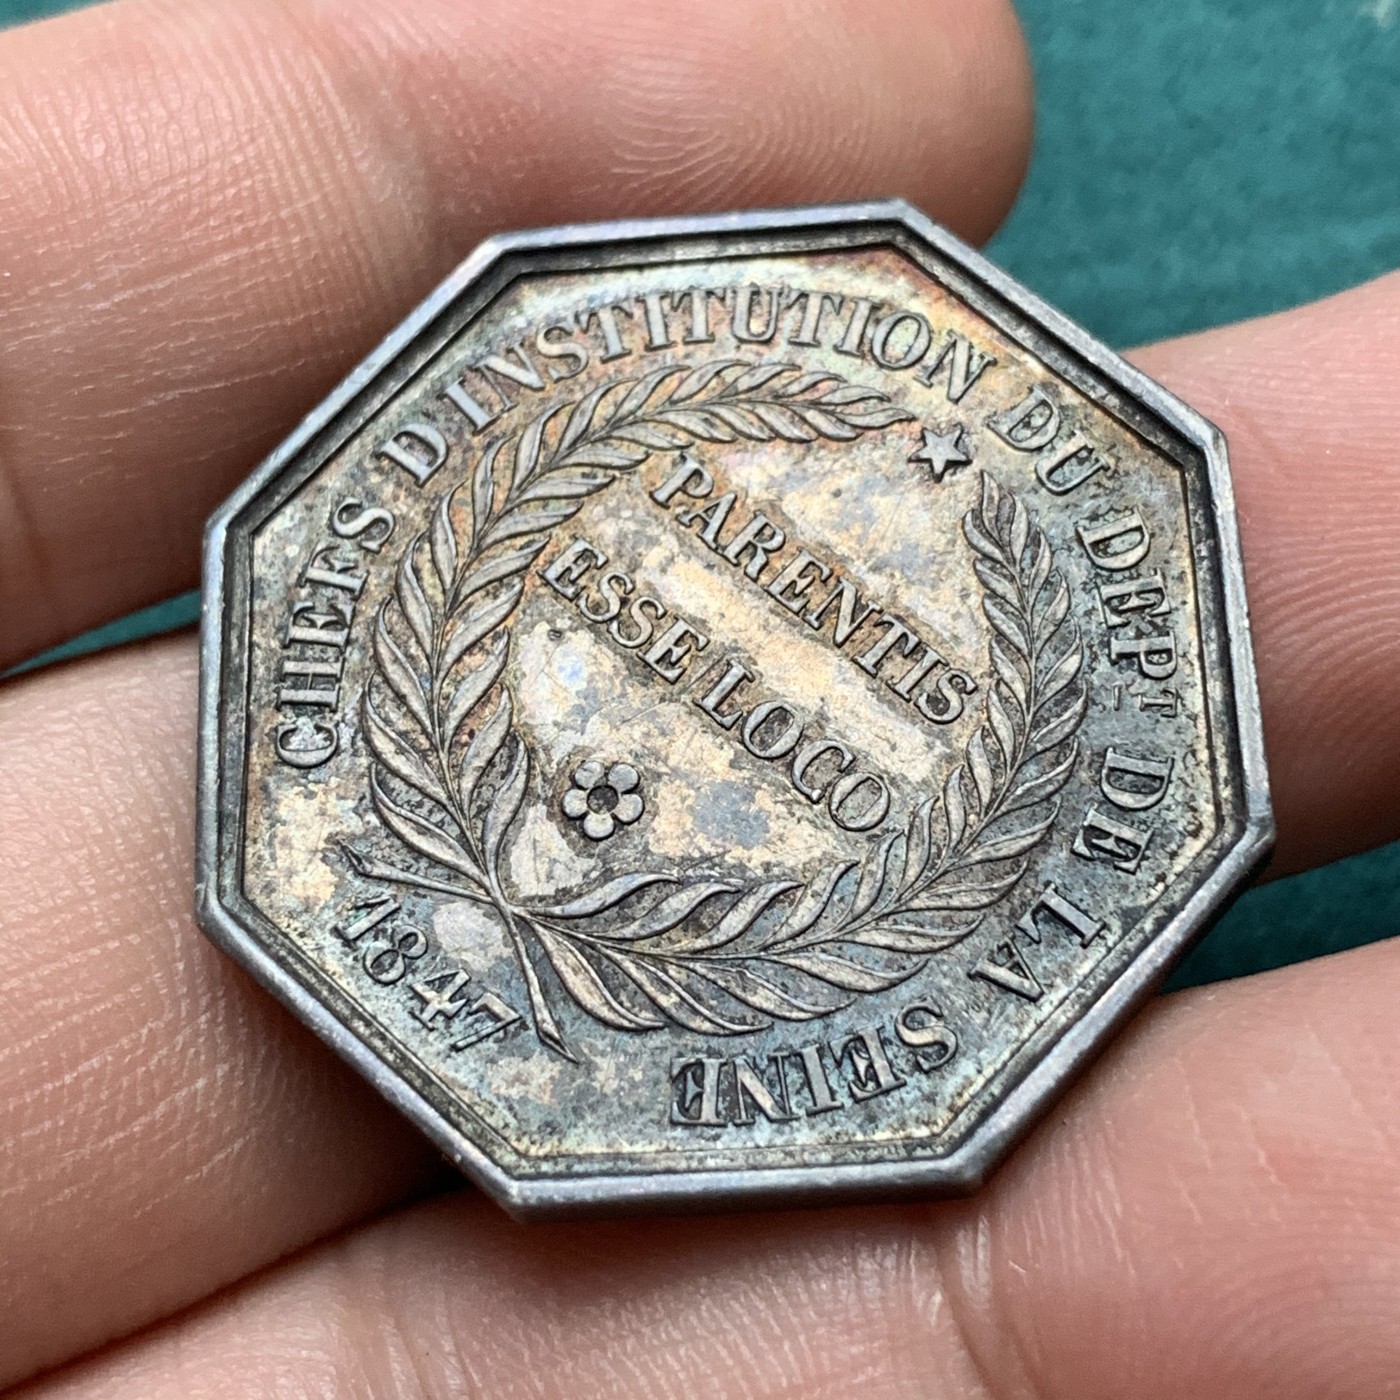 CHEFS D'INSTITUTION DU DEPT DE LA SEINE
PARENTIS
ESSE LOCO
1847